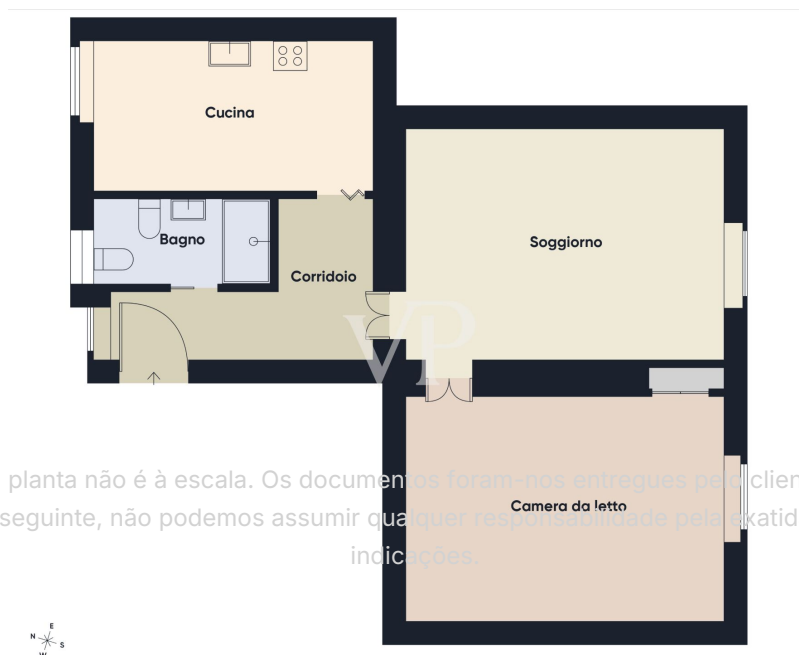 Cucina
Bagno
Soggiorno
Corridoio
VP
planta não é à escala. Os documentos foram-nos entregues pelo clien
Camera da letto
seguinte, não podemos assumir qualquer responsabilidade pela exatid
indicações.
E
N
S
W